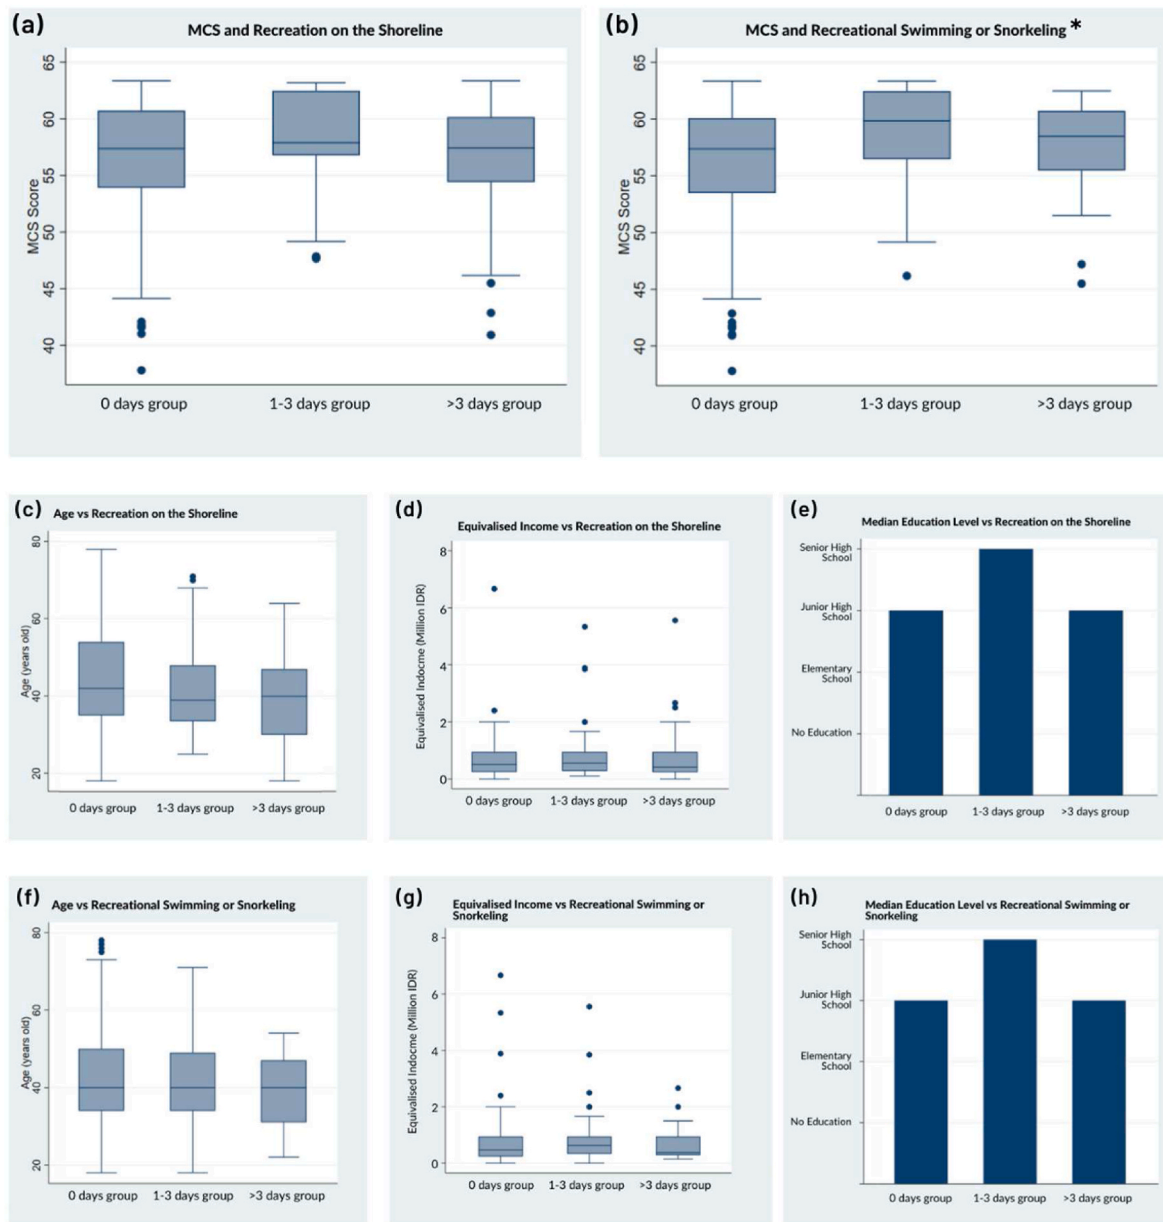 (a)
MCS and Recreation on the Shoreline
65
60
55
50
45
40
MCS Score
0 days group 1-3 days group >3 days group
(b)
MCS and Recreational Swimming or Snorkeling *
65
60
55
50
45
40
MCS Score
0 days group 1-3 days group >3 days group
(c)
Age vs Recreation on the Shoreline
80
60
40
20
Age (years old)
0 days group 1-3 days group >3 days group
(d)
Equivalised Income vs Recreation on the Shoreline
8
6
4
2
0
Equivalised Indocme (Million IDR)
0 days group 1-3 days group >3 days group
(e)
Median Education Level vs Recreation on the Shoreline
Senior High
School
Junior High
School
Elementary
School
No Education
0 days group 1-3 days group >3 days group
(f)
Age vs Recreational Swimming or Snorkeling
80
60
40
20
Age (years old)
0 days group 1-3 days group >3 days group
(g)
Equivalised Income vs Recreational Swimming or
Snorkeling
8
6
4
2
0
Equivalised Indocme (Million IDR)
0 days group 1-3 days group >3 days group
(h)
Median Education Level vs Recreational Swimming or
Snorkeling
Senior High
School
Junior High
School
Elementary
School
No Education
0 days group 1-3 days group >3 days group